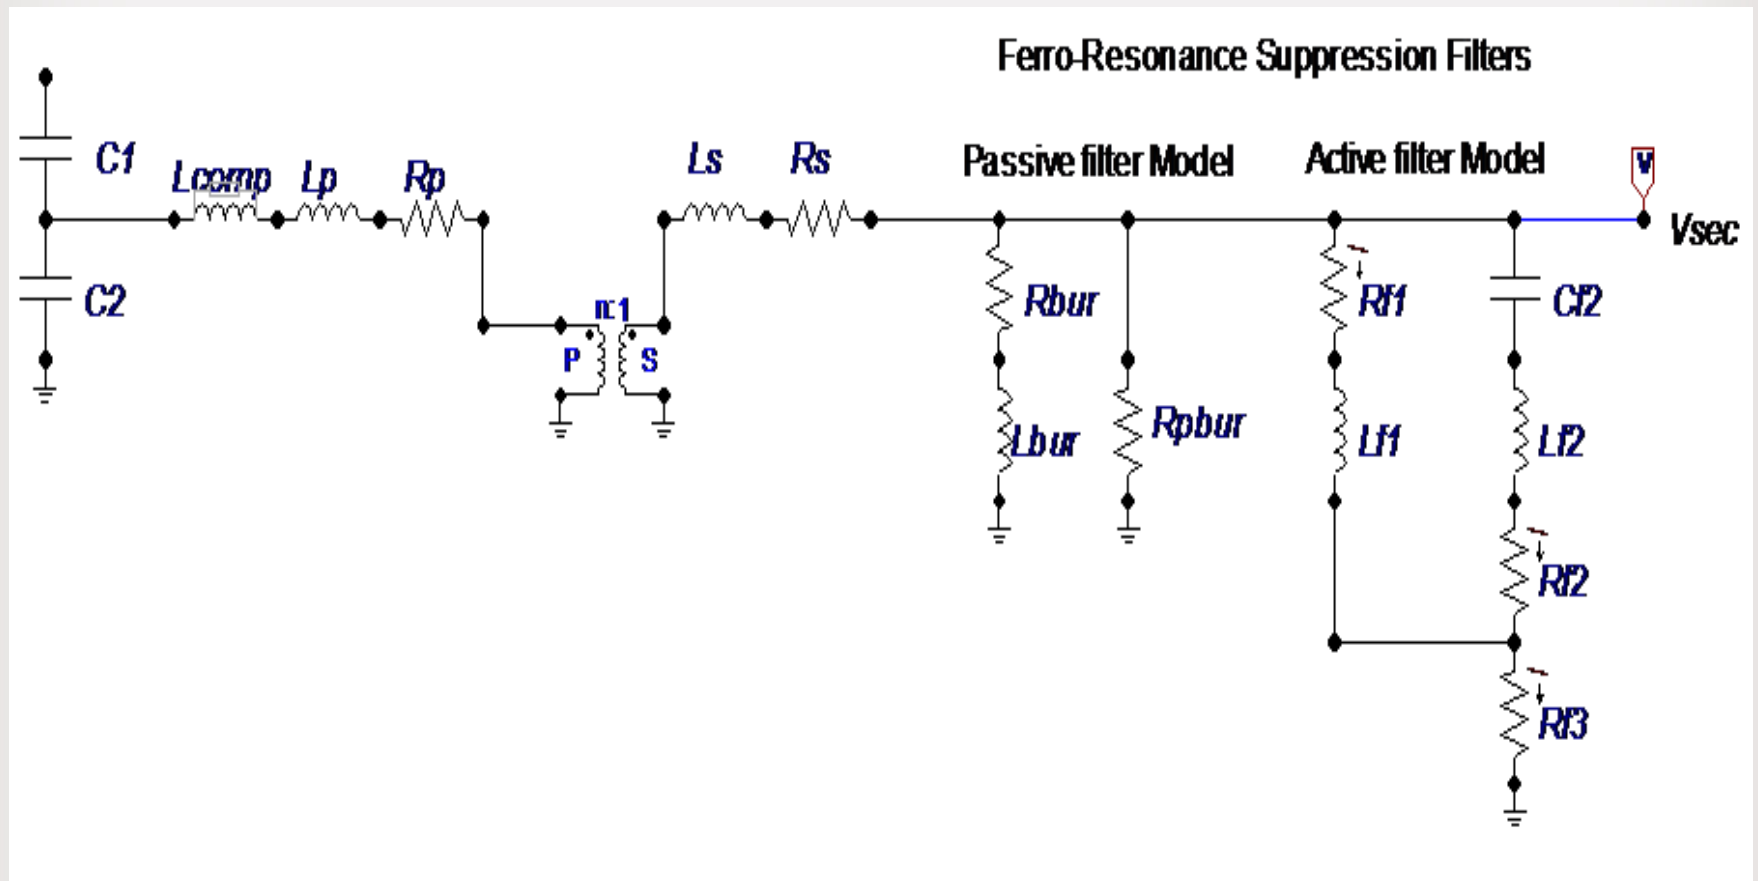 Ferro-Resonance Suppression Filters
Passive filter Model
Active filter Model
C1
Lcomp
Lp
Rp
Ls
Rs
V
Vsec
C2
n:1
P
S
Rbur
Lbur
Rpbur
Rf1
Cf2
Lf1
Lf2
Rf2
Rf3